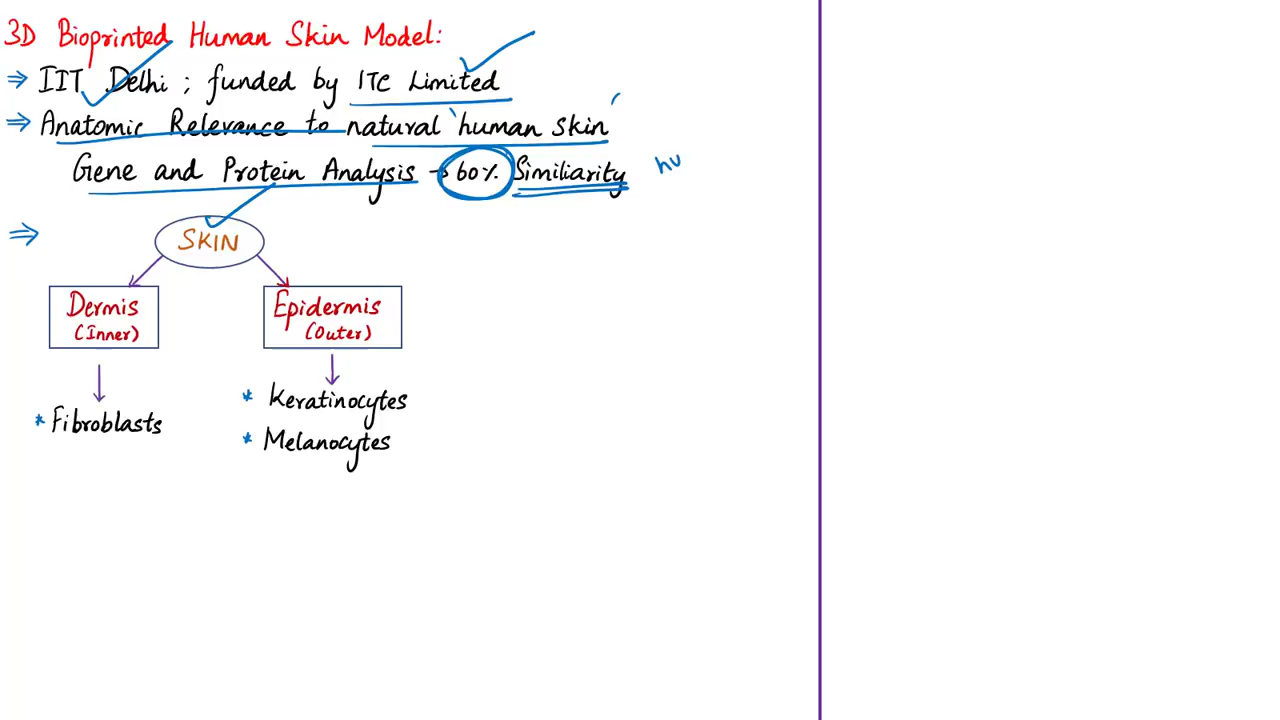 3D Bioprinted Human Skin Model:
⇒ IIT Delhi ; funded by ITC Limited
⇒ Anatomic Relevance to natural human skin
Gene and Protein Analysis → 60% Similiarity hu
⇒ SKIN
Dermis
(Inner)
Epidermis
(Outer)
* Fibroblasts
* Keratinocytes
* Melanocytes